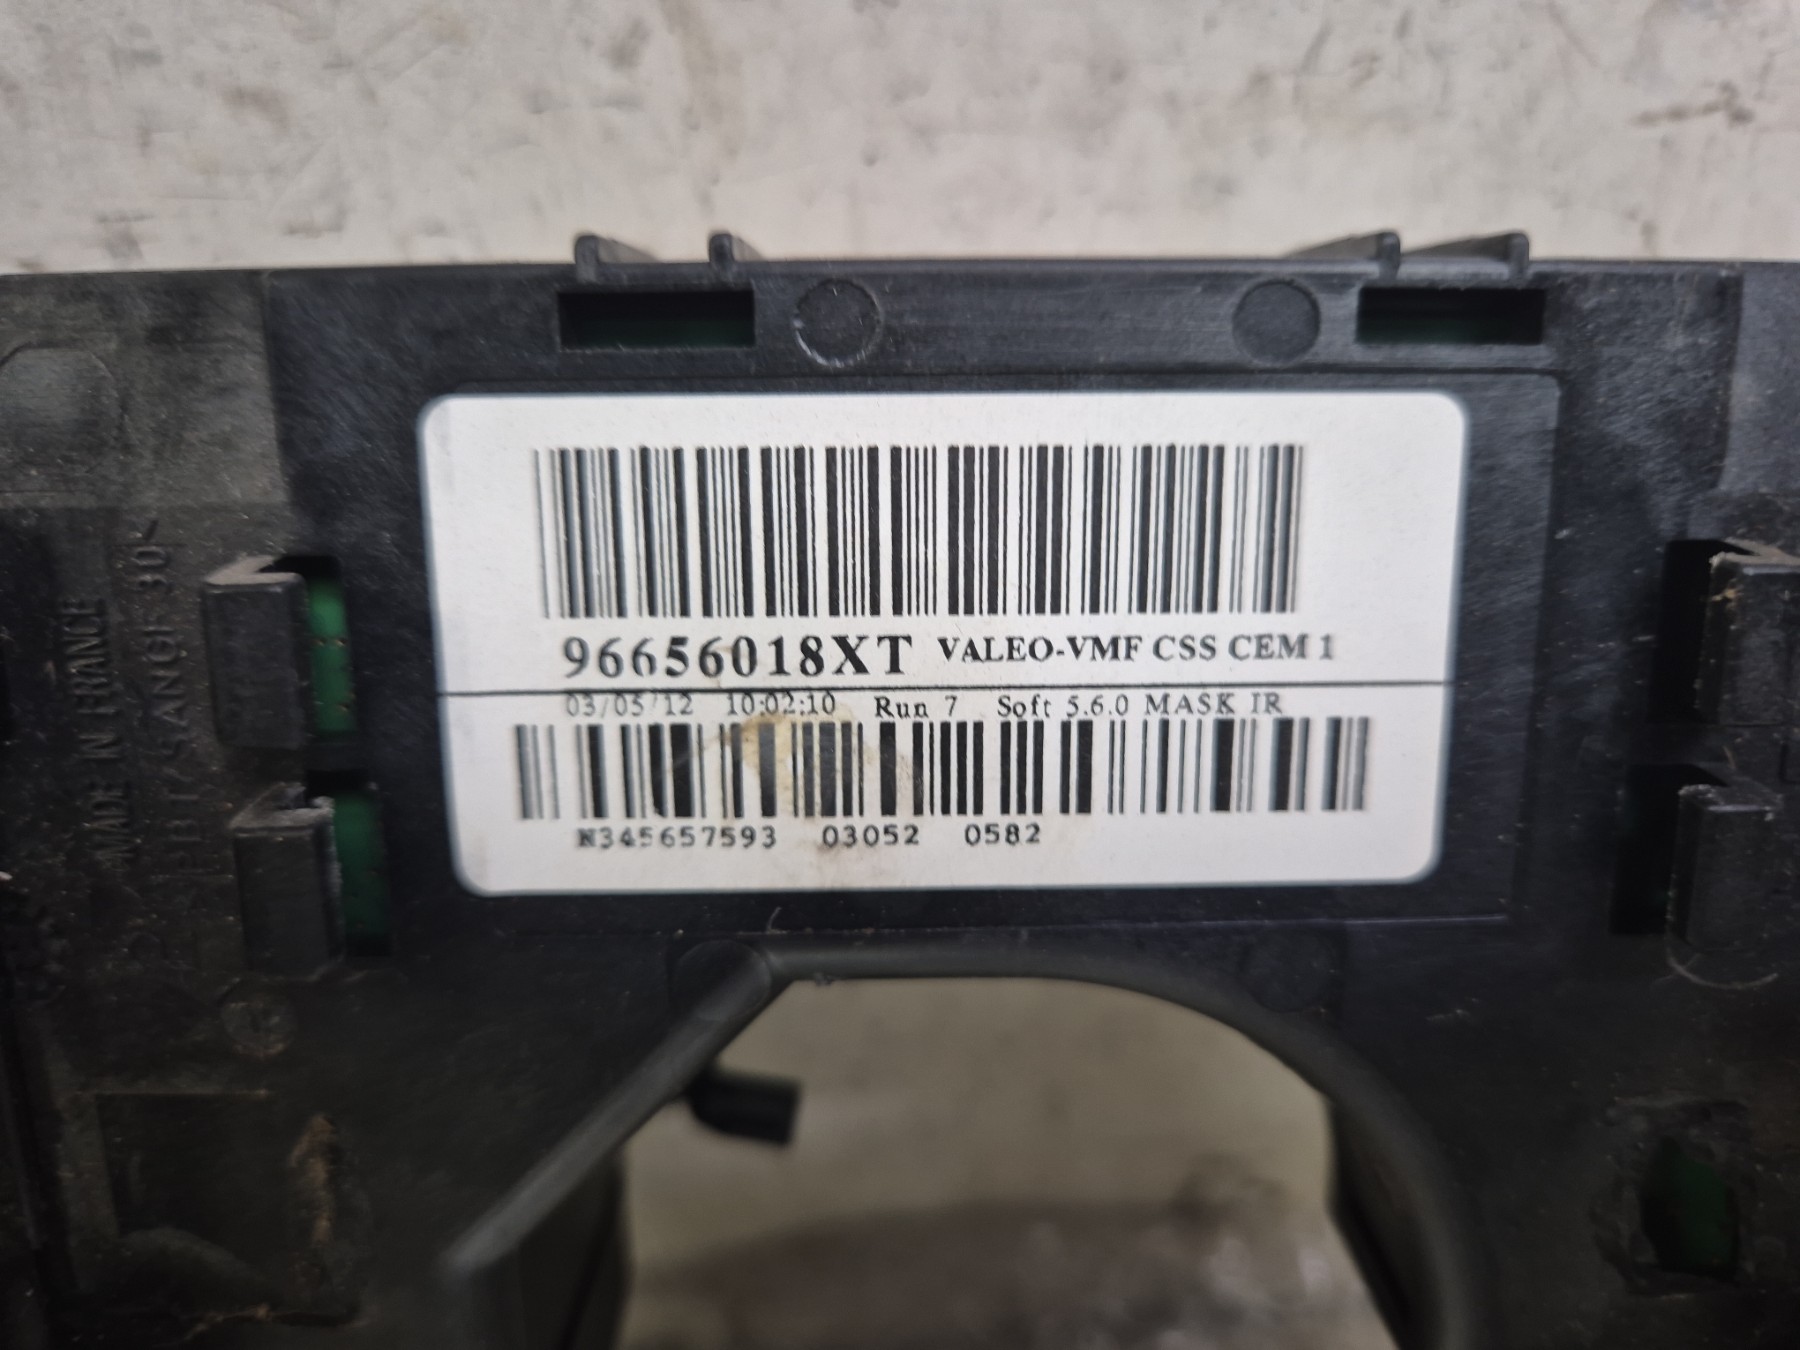 96656018XT VALEO-VMF CSS CEM 1
03/05/12 10:02:10 Run 7 Soft 5.6.0 MASK IR
N345657593 03052 0582
MADE IN FRANCE